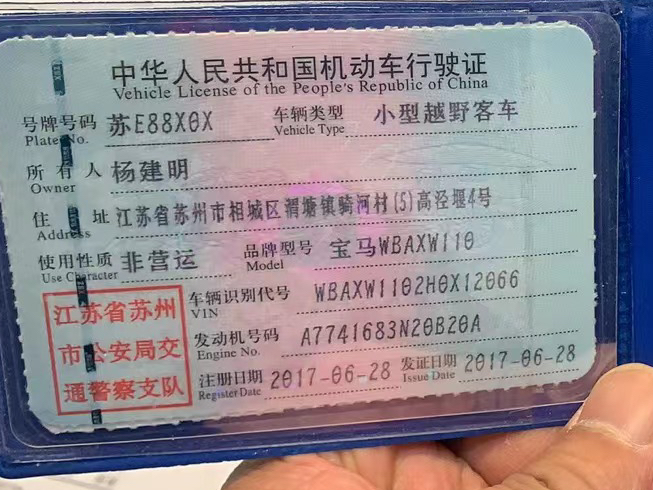 中华人民共和国机动车行驶证
Vehicle License of the People's Republic of China
号牌号码 苏E88X0X 车辆类型 小型越野客车
Plate No. Vehicle Type
所有人 杨建明
Owner
住址 江苏省苏州市相城区渭塘镇骑河村(5)高泾堰4号
Address
使用性质 非营运 品牌型号 宝马WBAXW110
Use Character Model
江苏省苏州
市公安局交
通警察支队
车辆识别代号 WBAXW1102H0X12066
VIN
发动机号码 A7741683N20B20A
Engine No.
注册日期 2017-06-28 发证日期 2017-06-28
Register Date Issue Date